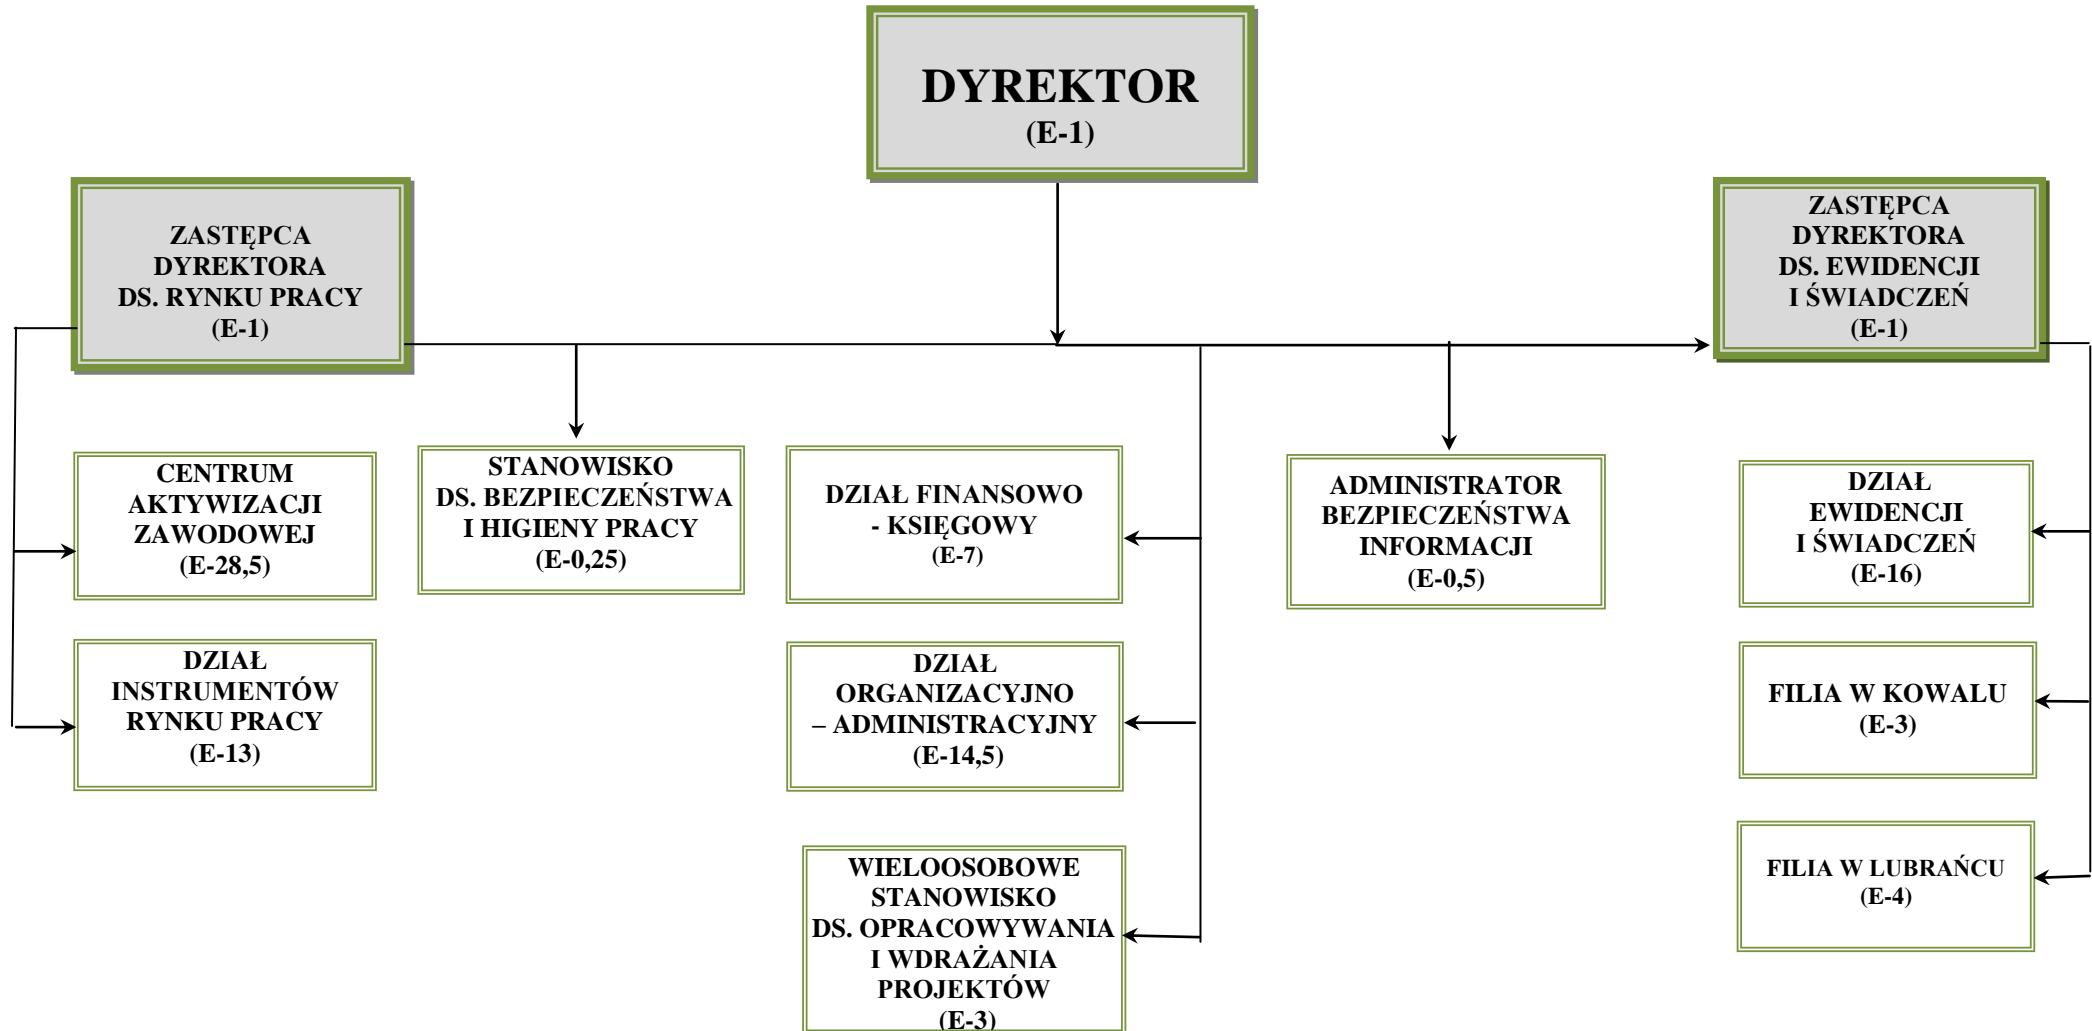 DYREKTOR
(E-1)
ZASTĘPCA
DYREKTORA
DS. RYNKU PRACY
(E-1)
ZASTĘPCA
DYREKTORA
DS. EWIDENCJI
I ŚWIADCZEŃ
(E-1)
CENTRUM
AKTYWIZACJI
ZAWODOWEJ
(E-28,5)
STANOWISKO
DS. BEZPIECZEŃSTWA
I HIGIENY PRACY
(E-0,25)
DZIAŁ FINANSOWO
- KSIĘGOWY
(E-7)
ADMINISTRATOR
BEZPIECZEŃSTWA
INFORMACJI
(E-0,5)
DZIAŁ
EWIDENCJI
I ŚWIADCZEŃ
(E-16)
DZIAŁ
INSTRUMENTÓW
RYNKU PRACY
(E-13)
DZIAŁ
ORGANIZACYJNO
– ADMINISTRACYJNY
(E-14,5)
FILIA W KOWALU
(E-3)
WIELOOSOBOWE
STANOWISKO
DS. OPRACOWYWANIA
I WDRAŻANIA
PROJEKTÓW
(E-3)
FILIA W LUBRAŃCU
(E-4)